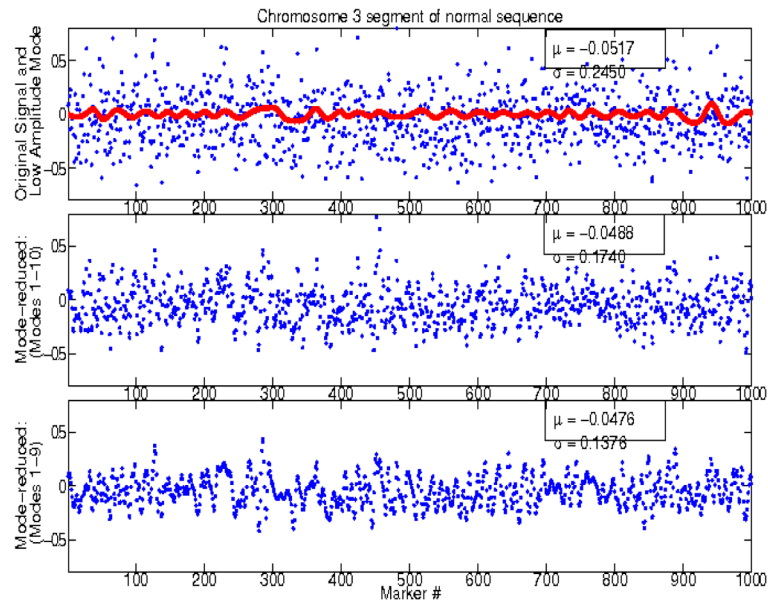 Chromosome 3 segment of normal sequence
Original Signal and
Low Amplitude Mode
0.5
0
-0.5
μ = -0.0517
σ = 0.2450
100 200 300 400 500 600 700 800 900 1000
Mode-reduced:
(Modes 1-10)
0.5
0
-0.5
μ = -0.0488
σ = 0.1740
100 200 300 400 500 600 700 800 900 1000
Mode-reduced:
(Modes 1-9)
0.5
0
-0.5
μ = -0.0476
σ = 0.1376
100 200 300 400 500 600 700 800 900 1000
Marker #